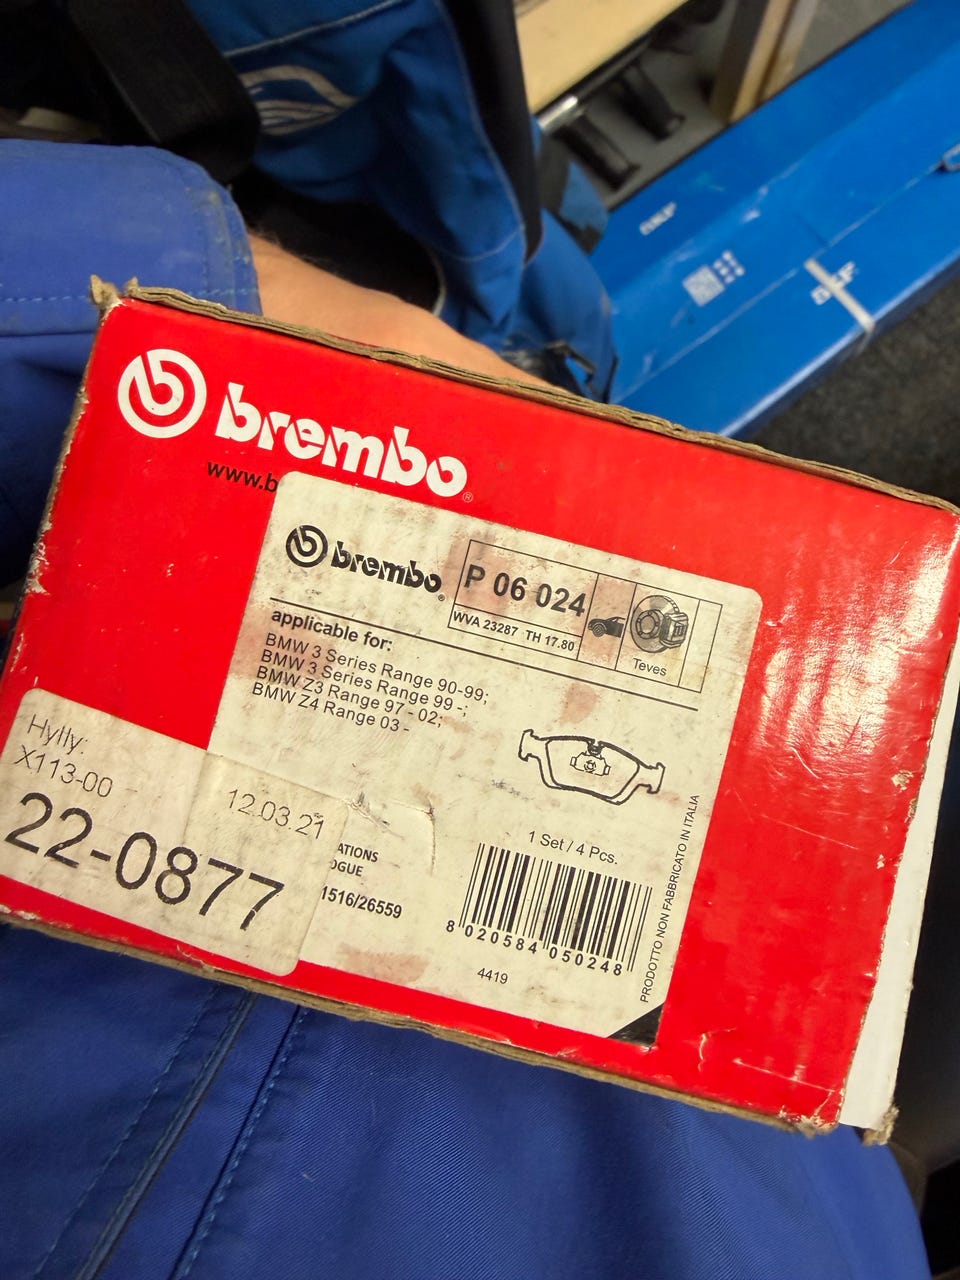 brembo®
www.b
brembo®
P 06 024
WVA 23287 TH 17.80
Teves
applicable for:
BMW 3 Series Range 90-99;
BMW 3 Series Range 99 -;
BMW Z3 Range 97 - 02;
BMW Z4 Range 03 -
Hylly:
X113-00
12.03.21
22-0877
ATIONS
OGUE
1516/26559
1 Set / 4 Pcs.
8 020584 050248
4419
PRODOTTO NON FABBRICATO IN ITALIA